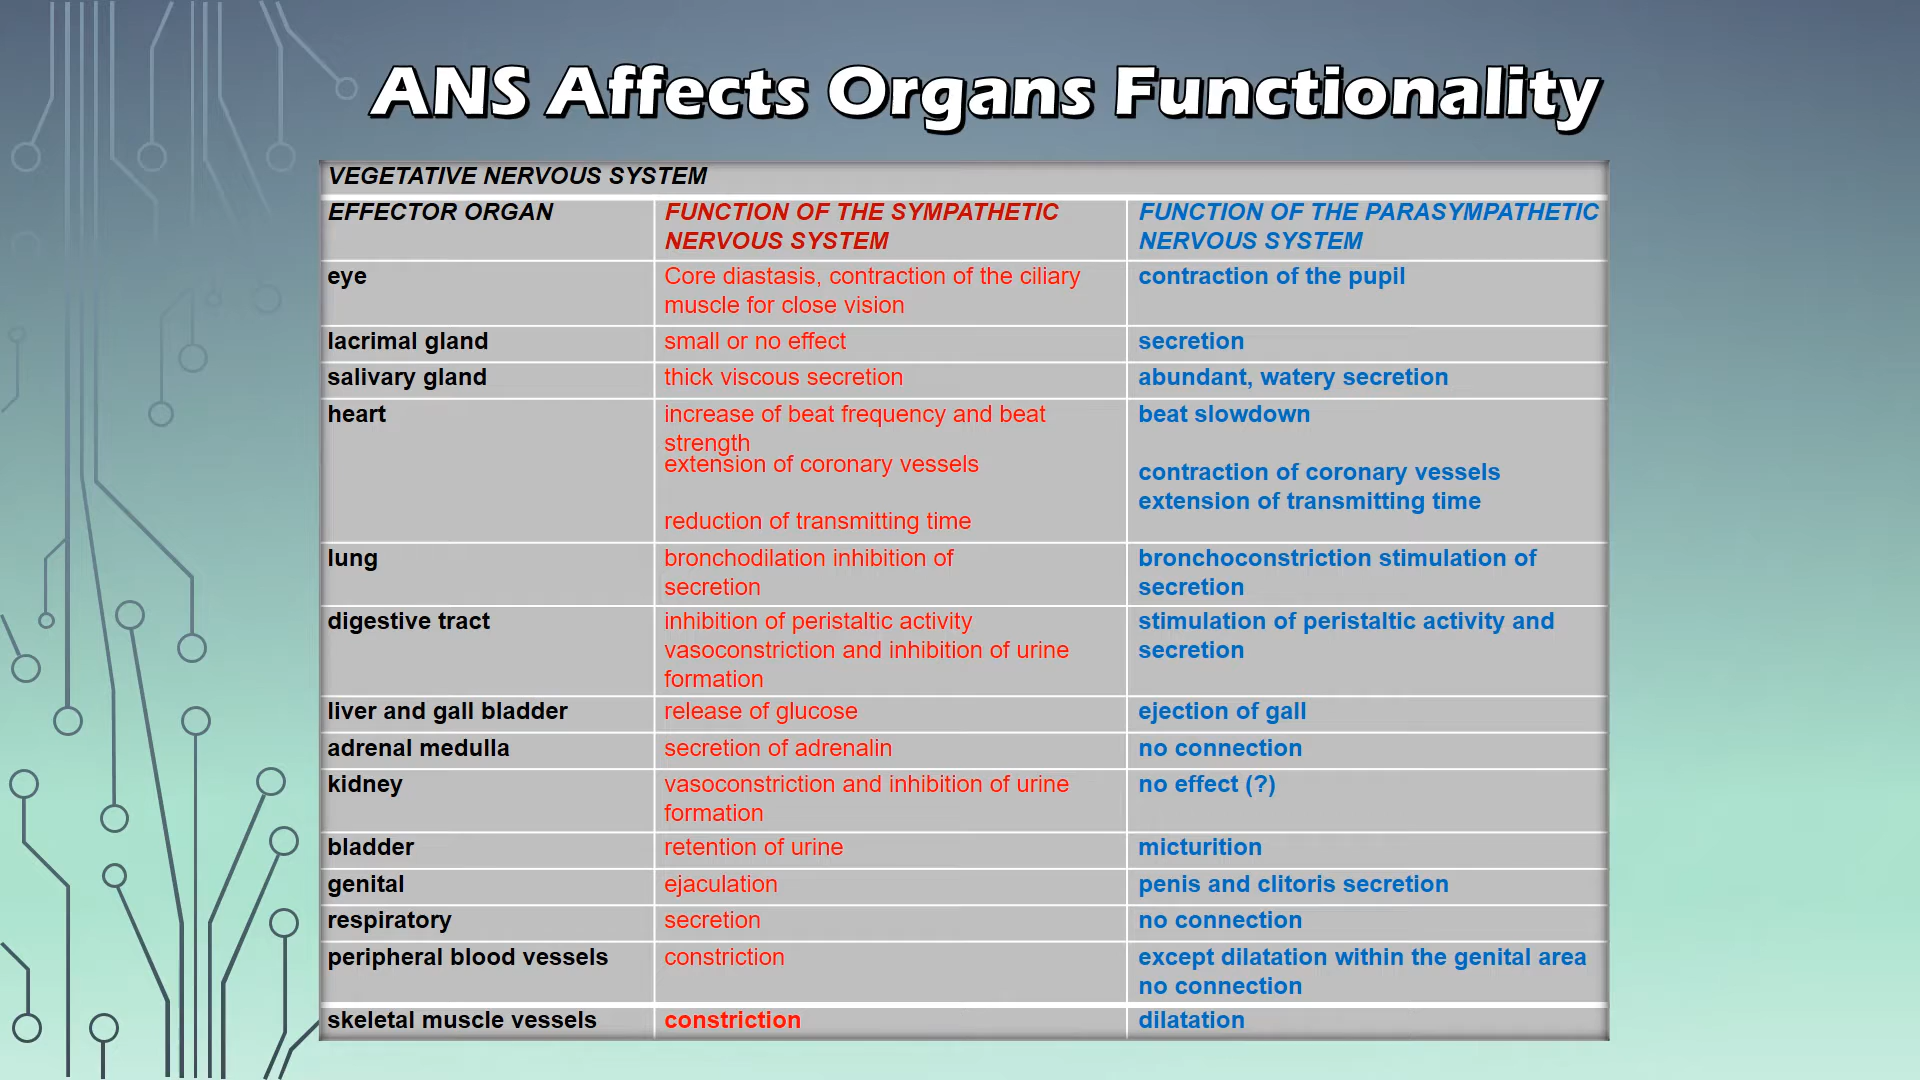 ANS Affects Organs Functionality
VEGETATIVE NERVOUS SYSTEM
EFFECTOR ORGAN
FUNCTION OF THE SYMPATHETIC
NERVOUS SYSTEM
FUNCTION OF THE PARASYMPATHETIC
NERVOUS SYSTEM
eye
Core diastasis, contraction of the ciliary
muscle for close vision
contraction of the pupil
lacrimal gland
small or no effect
secretion
salivary gland
thick viscous secretion
abundant, watery secretion
heart
increase of beat frequency and beat
strength
extension of coronary vessels
reduction of transmitting time
beat slowdown
contraction of coronary vessels
extension of transmitting time
lung
bronchodilation inhibition of
secretion
bronchoconstriction stimulation of
secretion
digestive tract
inhibition of peristaltic activity
vasoconstriction and inhibition of urine
formation
stimulation of peristaltic activity and
secretion
liver and gall bladder
release of glucose
ejection of gall
adrenal medulla
secretion of adrenalin
no connection
kidney
vasoconstriction and inhibition of urine
formation
no effect (?)
bladder
retention of urine
micturition
genital
ejaculation
penis and clitoris secretion
respiratory
secretion
no connection
peripheral blood vessels
constriction
except dilatation within the genital area
no connection
skeletal muscle vessels
constriction
dilatation